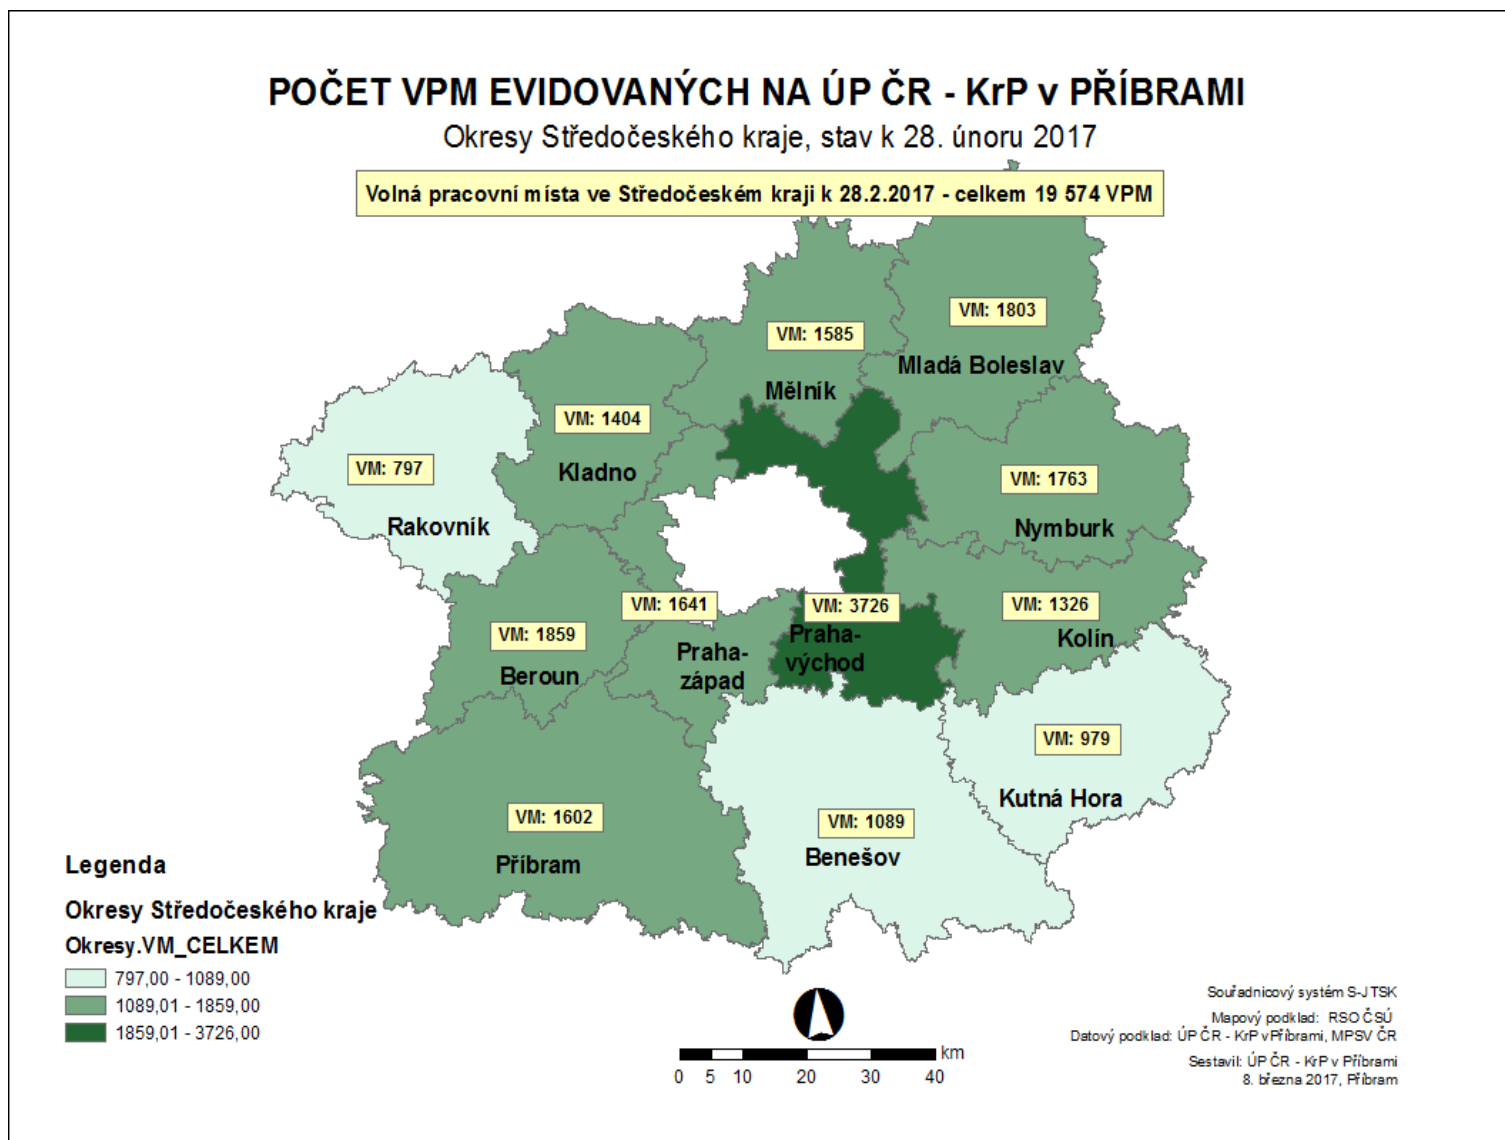 POČET VPM EVIDOVANÝCH NA ÚP ČR - KrP v PŘÍBRAMI
Okresy Středočeského kraje, stav k 28. únoru 2017
Volná pracovní místa ve Středočeském kraji k 28.2.2017 - celkem 19 574 VPM
VM: 1803
VM: 1585
Mladá Boleslav
Mělník
VM: 1404
VM: 797
Kladno
VM: 1763
Rakovník
Nymburk
VM: 1641
VM: 3726
VM: 1326
VM: 1859
Praha-
východ
Kolín
Praha-
západ
Beroun
VM: 979
Kutná Hora
VM: 1602
VM: 1089
Příbram
Benešov
Legenda
Okresy Středočeského kraje
Okresy.VM_CELKEM
797,00 - 1089,00
1089,01 - 1859,00
1859,01 - 3726,00
km
0 5 10 20 30 40
Souřadnicový systém S-JTSK
Mapový podklad: RSO ČSÚ
Datový podklad: ÚP ČR - KrP v Příbrami, MPSV ČR
Sestavil: ÚP ČR - KrP v Příbrami
8. března 2017, Příbram